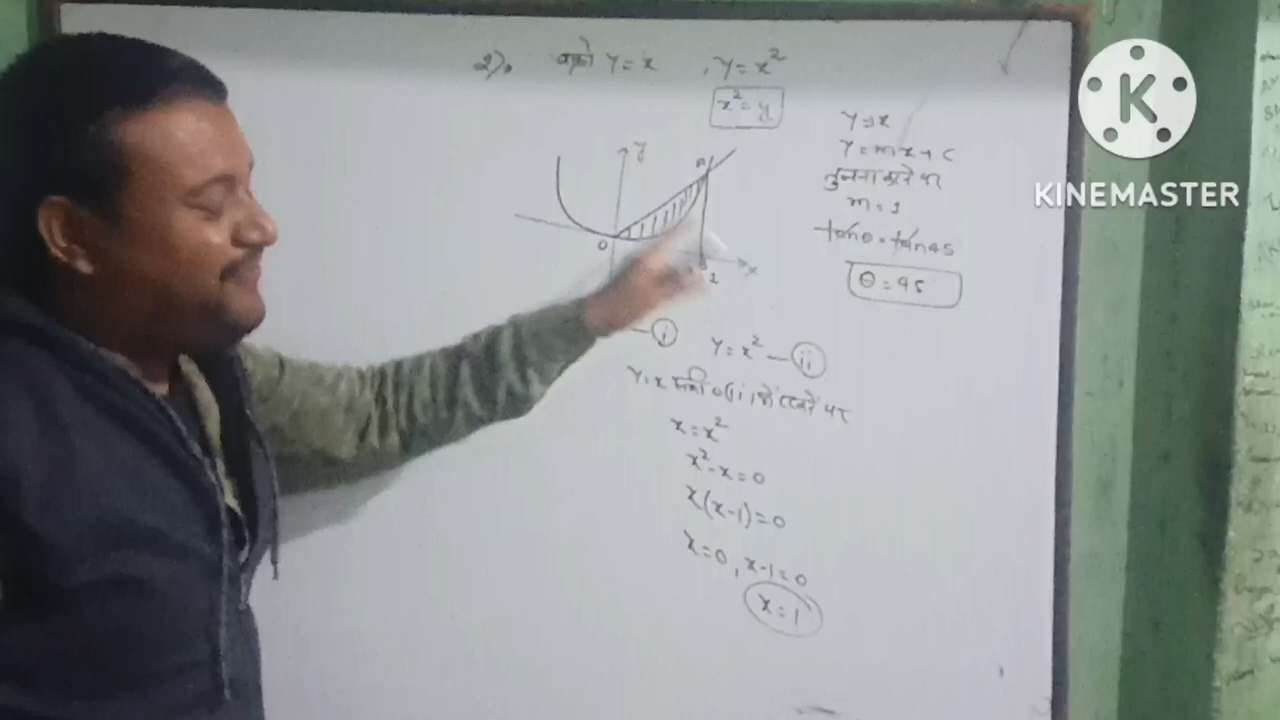 2). वक्रो y = x , y = x²
x² = y
y
A
O
x
1
y = x
y = mx + c
तुलना करने पर
m = 1
tanθ = tan45
θ = 45
— (i)
y = x² — (ii)
y = x
x = x²
x² - x = 0
x(x-1) = 0
x = 0 , x-1 = 0
x = 1
K
KINEMASTER